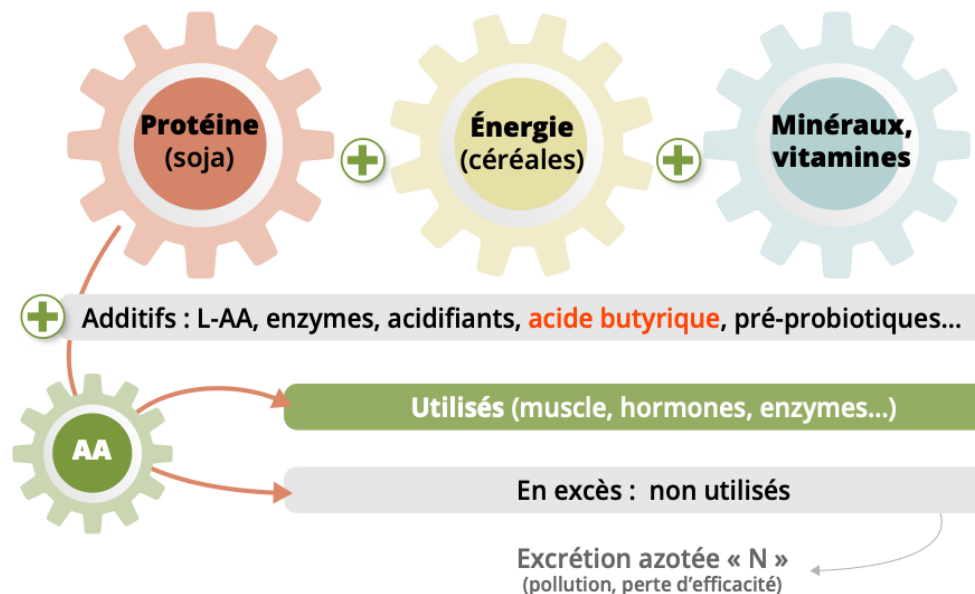 Protéine
(soja)
Énergie
(céréales)
Minéraux,
vitamines
Additifs : L-AA, enzymes, acidifiants, acide butyrique, pré-probiotiques...
AA
Utilisés (muscle, hormones, enzymes...)
En excès : non utilisés
Excrétion azotée « N »
(pollution, perte d'efficacité)